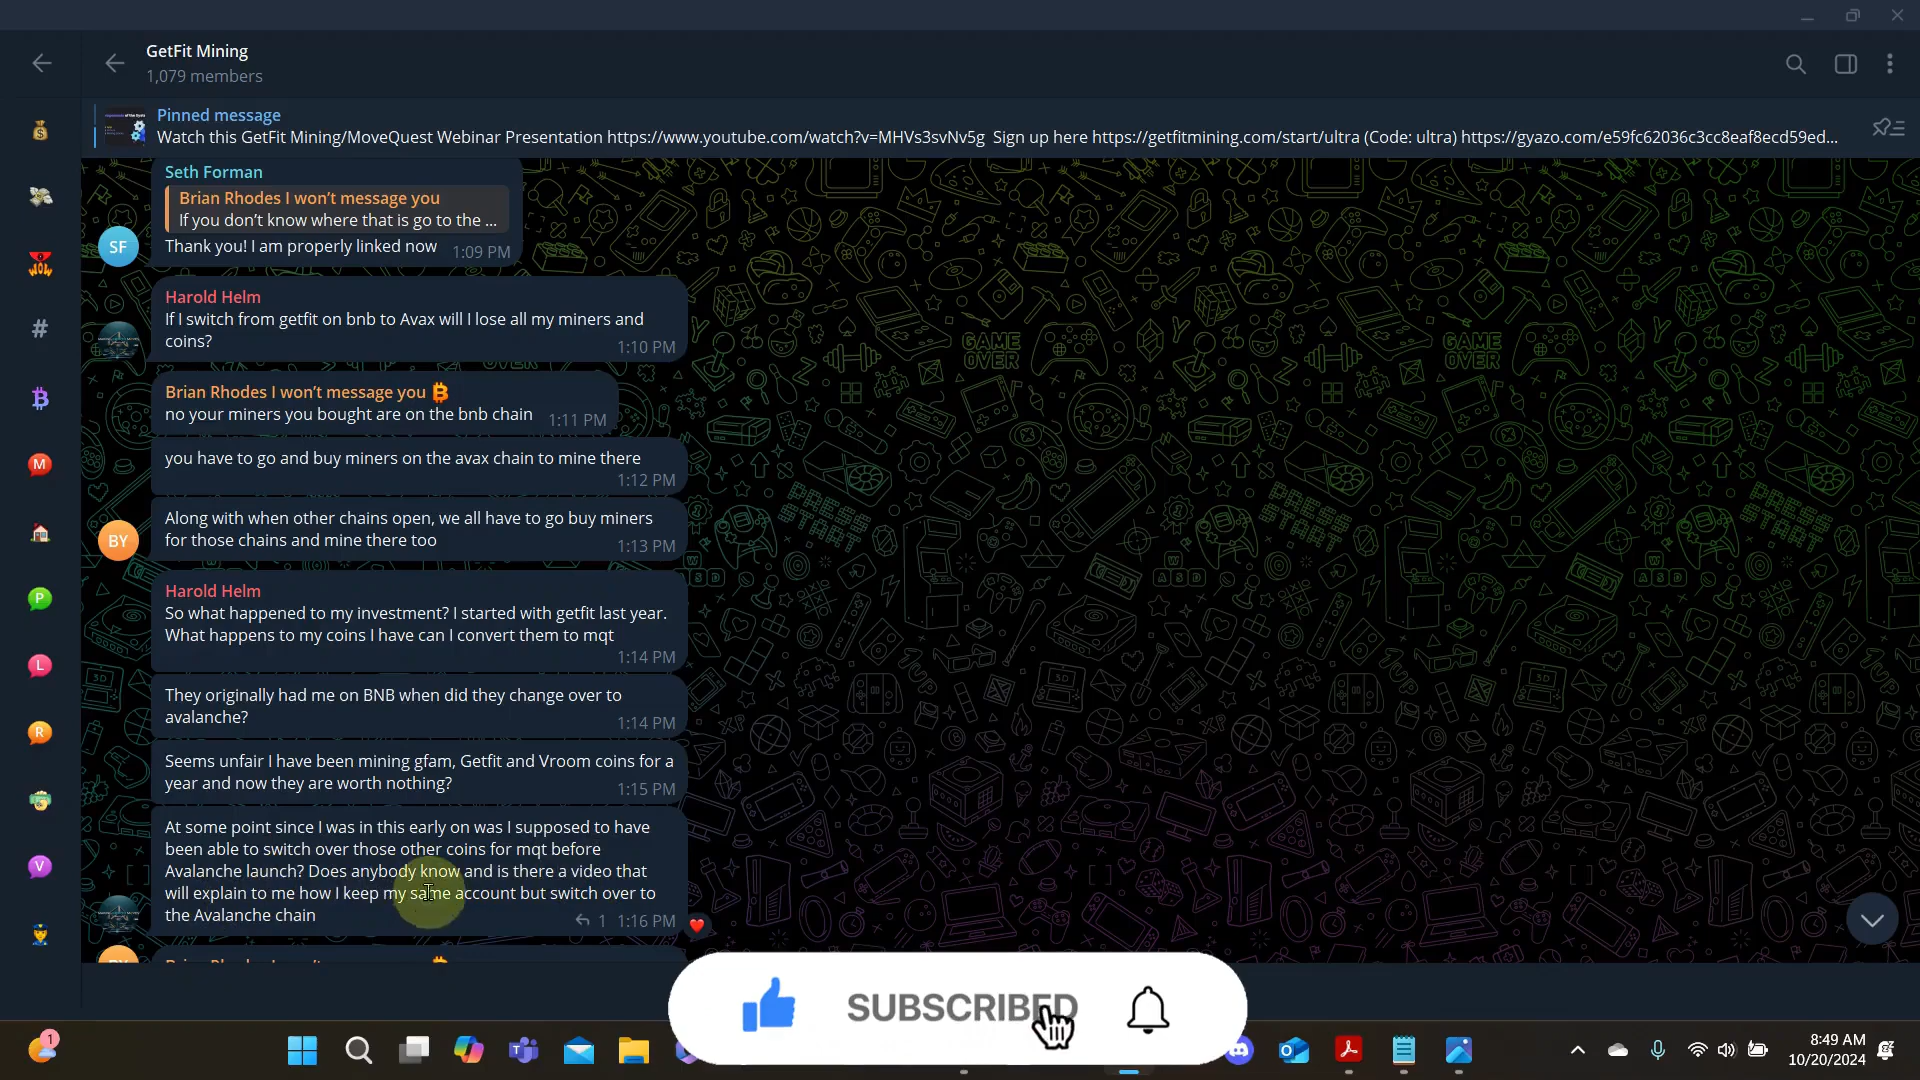 GetFit Mining
1,079 members
Pinned message
Watch this GetFit Mining/MoveQuest Webinar Presentation https://www.youtube.com/watch?v=MHVs3svNv5g  Sign up here https://getfitmining.com/start/ultra (Code: ultra) https://gyazo.com/e59fc62036c3cc8eaf8ecd59ed...
Seth Forman
Brian Rhodes I won't message you
If you don't know where that is go to the ...
SF
Thank you! I am properly linked now 1:09 PM
Harold Helm
If I switch from getfit on bnb to Avax will I lose all my miners and
coins? 1:10 PM
Brian Rhodes I won't message you
no your miners you bought are on the bnb chain 1:11 PM
you have to go and buy miners on the avax chain to mine there
1:12 PM
Along with when other chains open, we all have to go buy miners
for those chains and mine there too 1:13 PM
BY
Harold Helm
So what happened to my investment? I started with getfit last year.
What happens to my coins I have can I convert them to mqt
1:14 PM
They originally had me on BNB when did they change over to
avalanche? 1:14 PM
Seems unfair I have been mining gfam, Getfit and Vroom coins for a
year and now they are worth nothing? 1:15 PM
At some point since I was in this early on was I supposed to have
been able to switch over those other coins for mqt before
Avalanche launch? Does anybody know and is there a video that
will explain to me how I keep my same account but switch over to
the Avalanche chain 1 1:16 PM
WOW
#
M
P
L
R
V
GAME OVER
GAME OVER
PRESS START
PRESS START
PRESS START
SUBSCRIBED
1
8:49 AM
10/20/2024